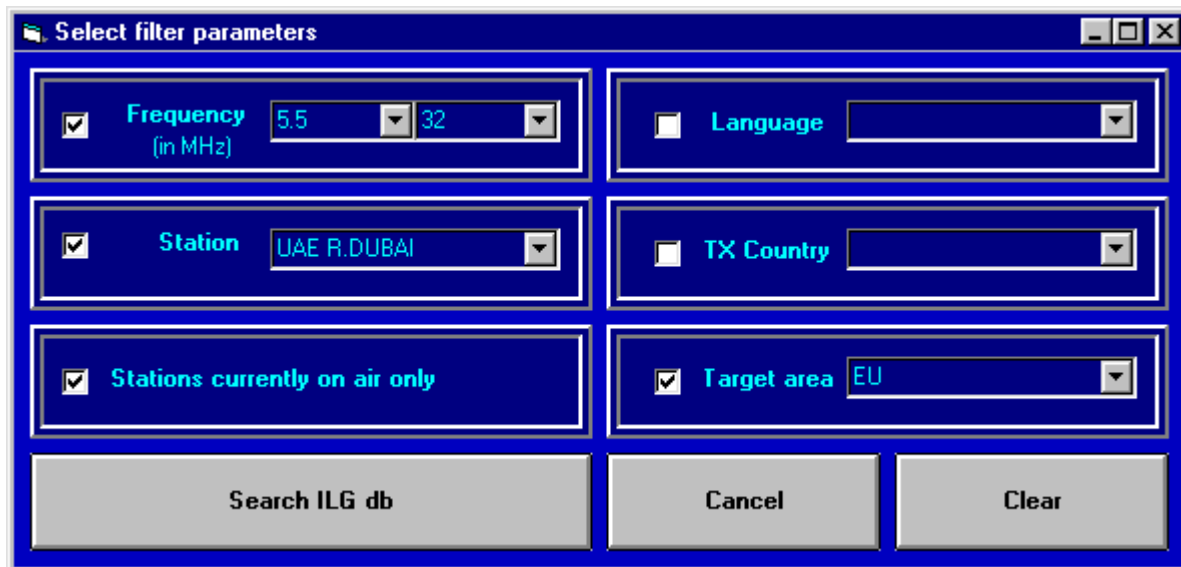 Select filter parameters
Frequency 5.5 32
(in MHz)
Language
Station UAE R.DUBAI
TX Country
Stations currently on air only
Target area EU
Search ILG db
Cancel
Clear